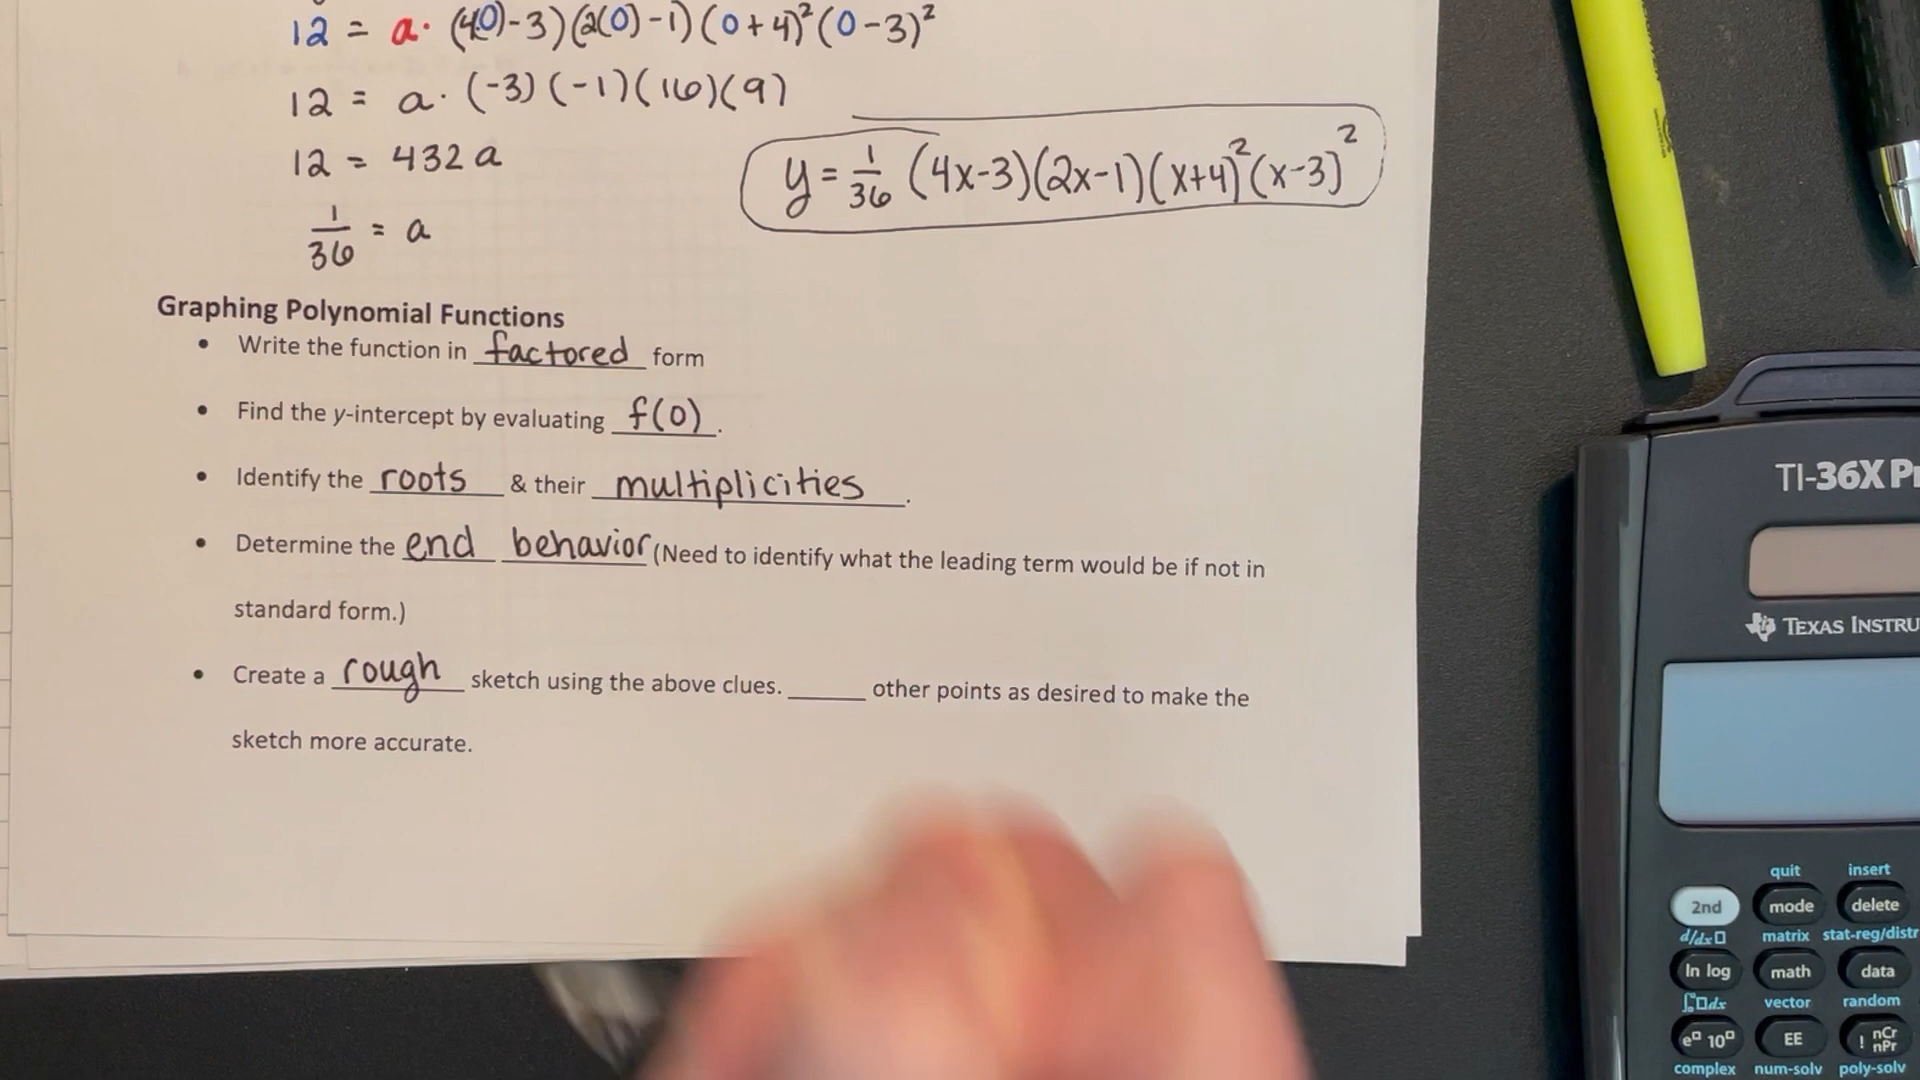 12 = a· (4(0)-3)(2(0)-1)(0+4)²(0-3)²
12 = a· (-3)(-1)(16)(9)
12 = 432a
1/36 = a
y = 1/36 (4x-3)(2x-1)(x+4)²(x-3)²
Graphing Polynomial Functions
• Write the function in factored form
• Find the y-intercept by evaluating f(0).
• Identify the roots & their multiplicities.
• Determine the end behavior (Need to identify what the leading term would be if not in
standard form.)
• Create a rough sketch using the above clues. ______ other points as desired to make the
sketch more accurate.
TI-36X Pr
TEXAS INSTRU
quit insert
2nd mode delete
d/dx□ matrix stat-reg/distr
ln log math data
∫□dx vector random
e□ 10□ EE ! nCr nPr
complex num-solv poly-solv